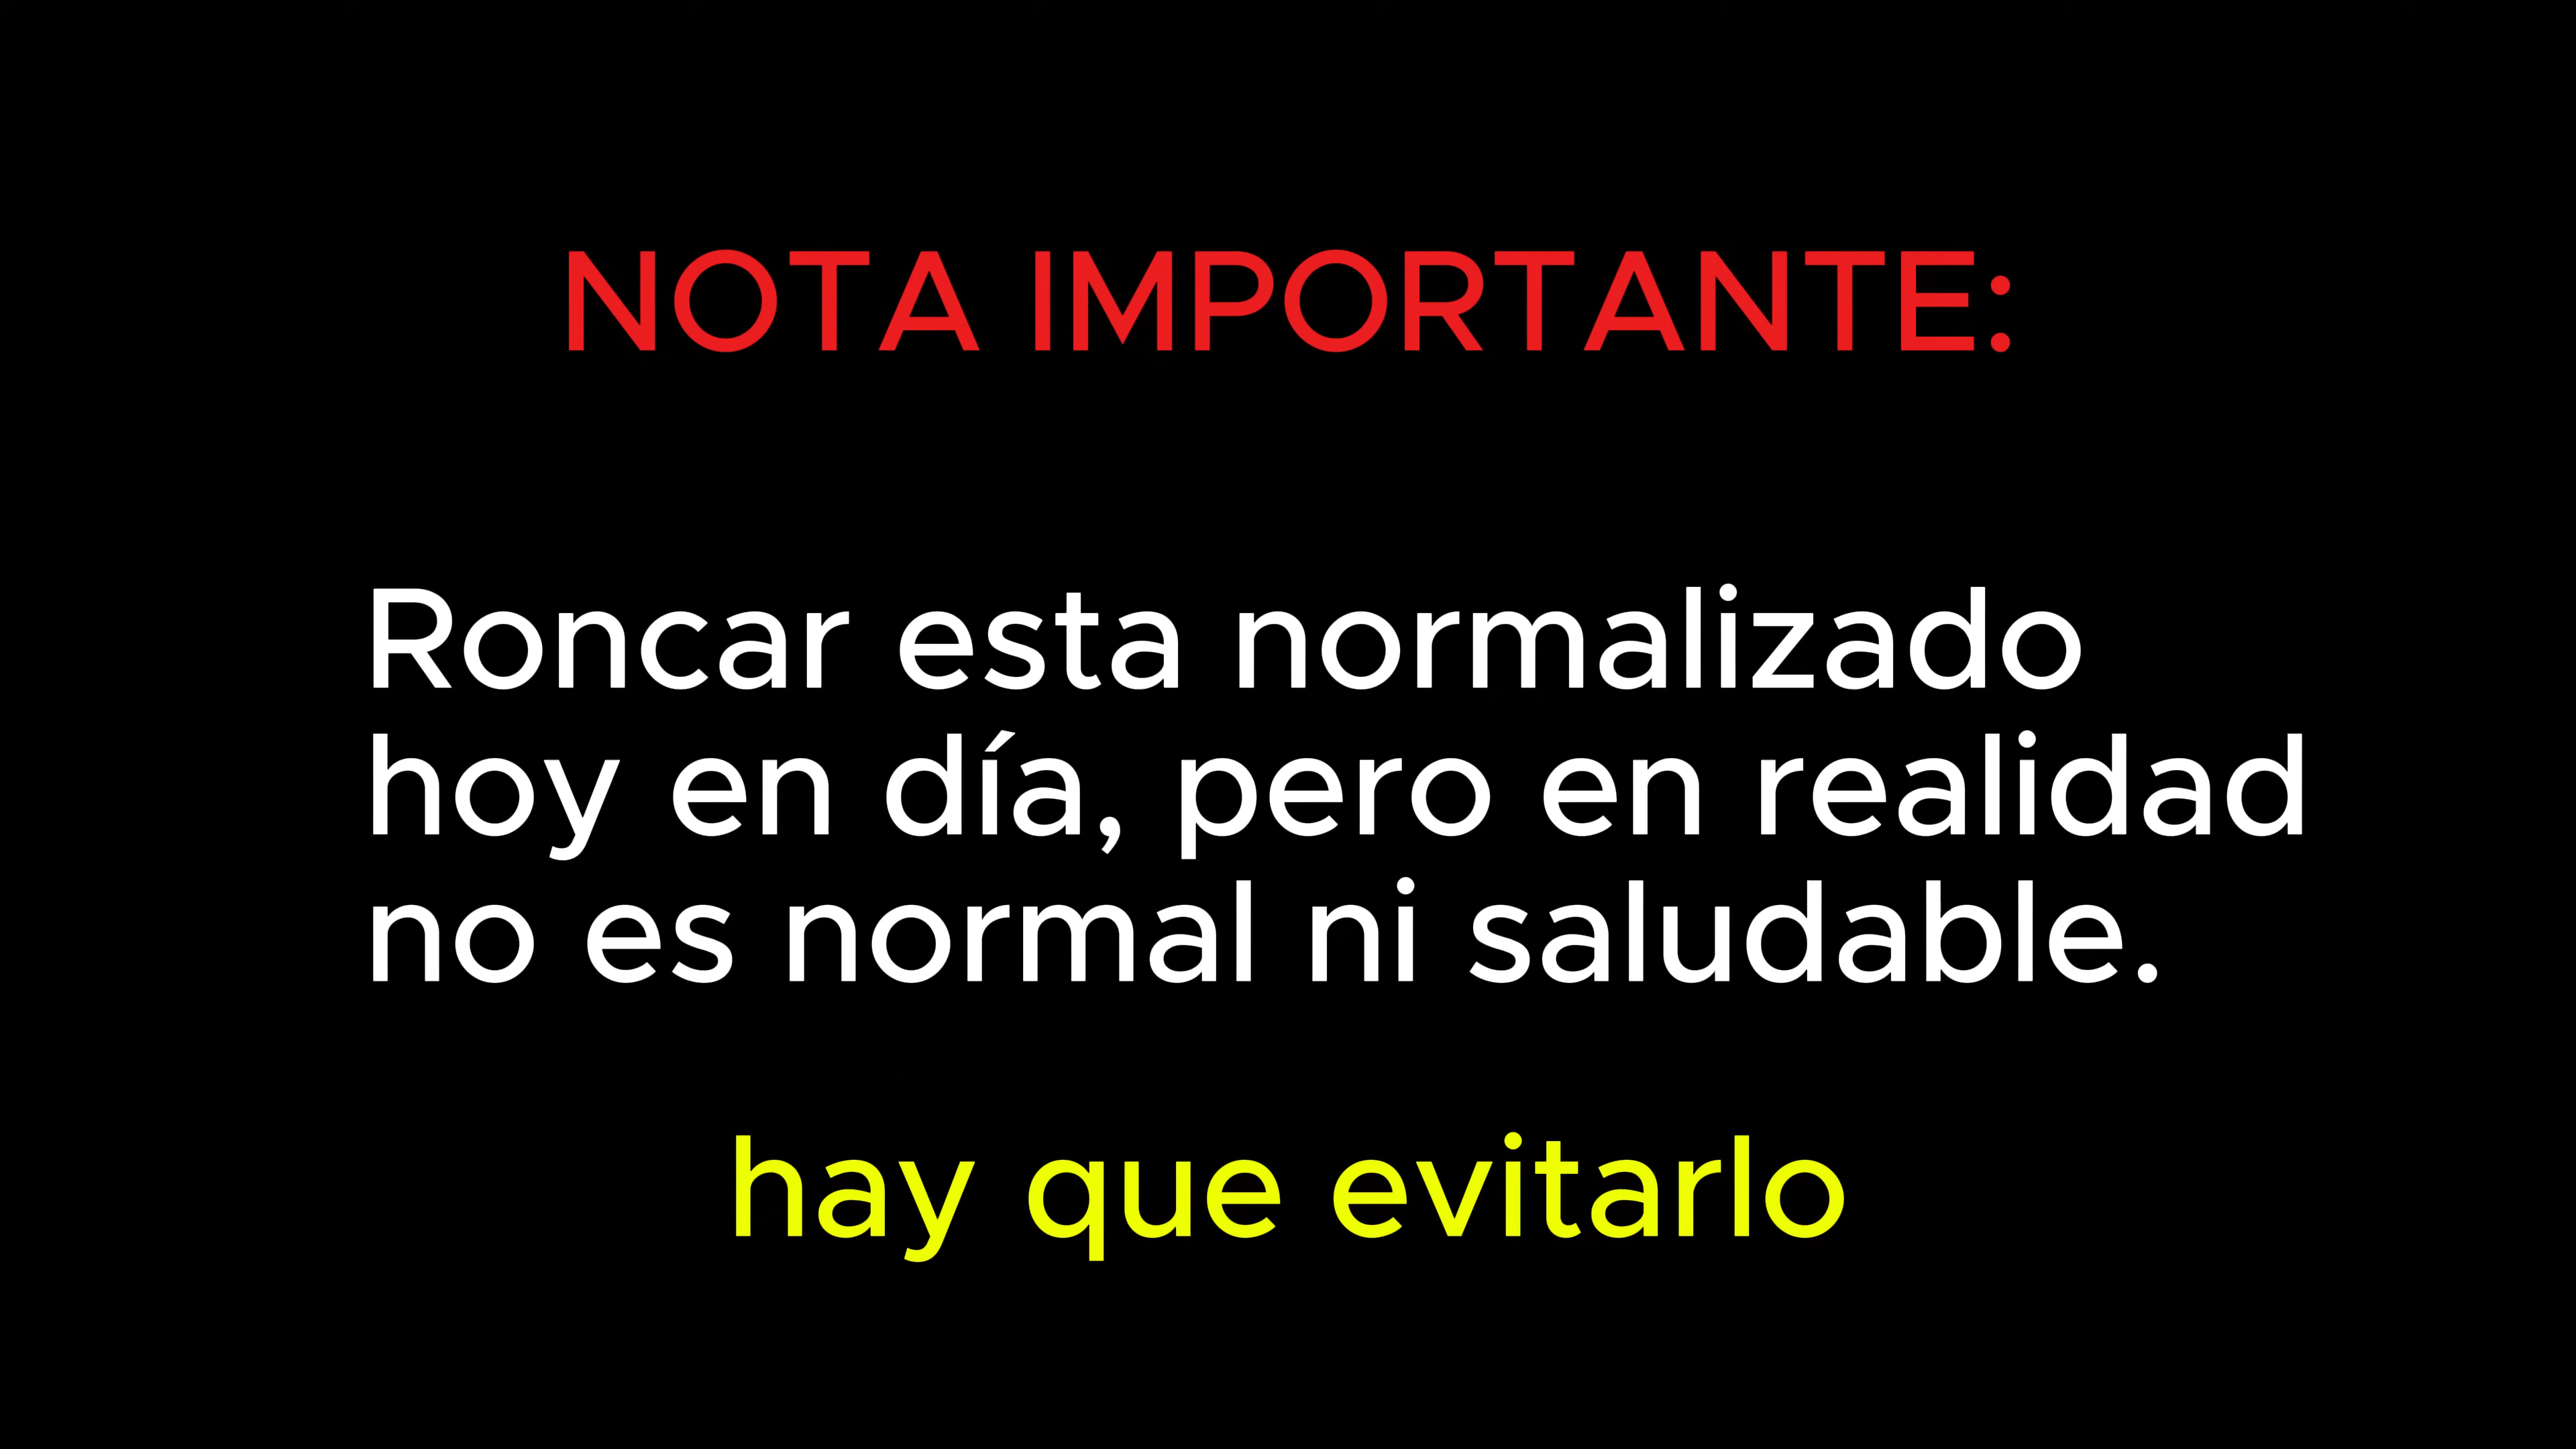 NOTA IMPORTANTE:
Roncar esta normalizado
hoy en día, pero en realidad
no es normal ni saludable.
hay que evitarlo